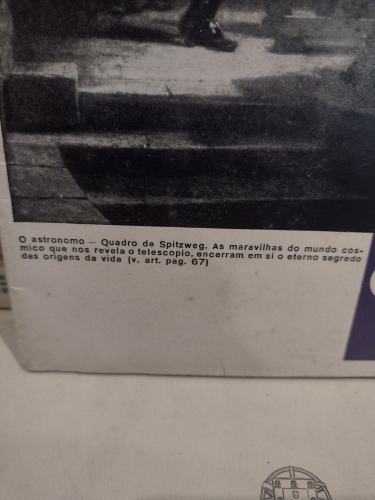 O astronomo — Quadro de Spitzweg. As maravilhas do mundo cos-
mico que nos revela o telescopio, encerram em si o eterno segredo
das origens da vida (v. art. pag. 67)